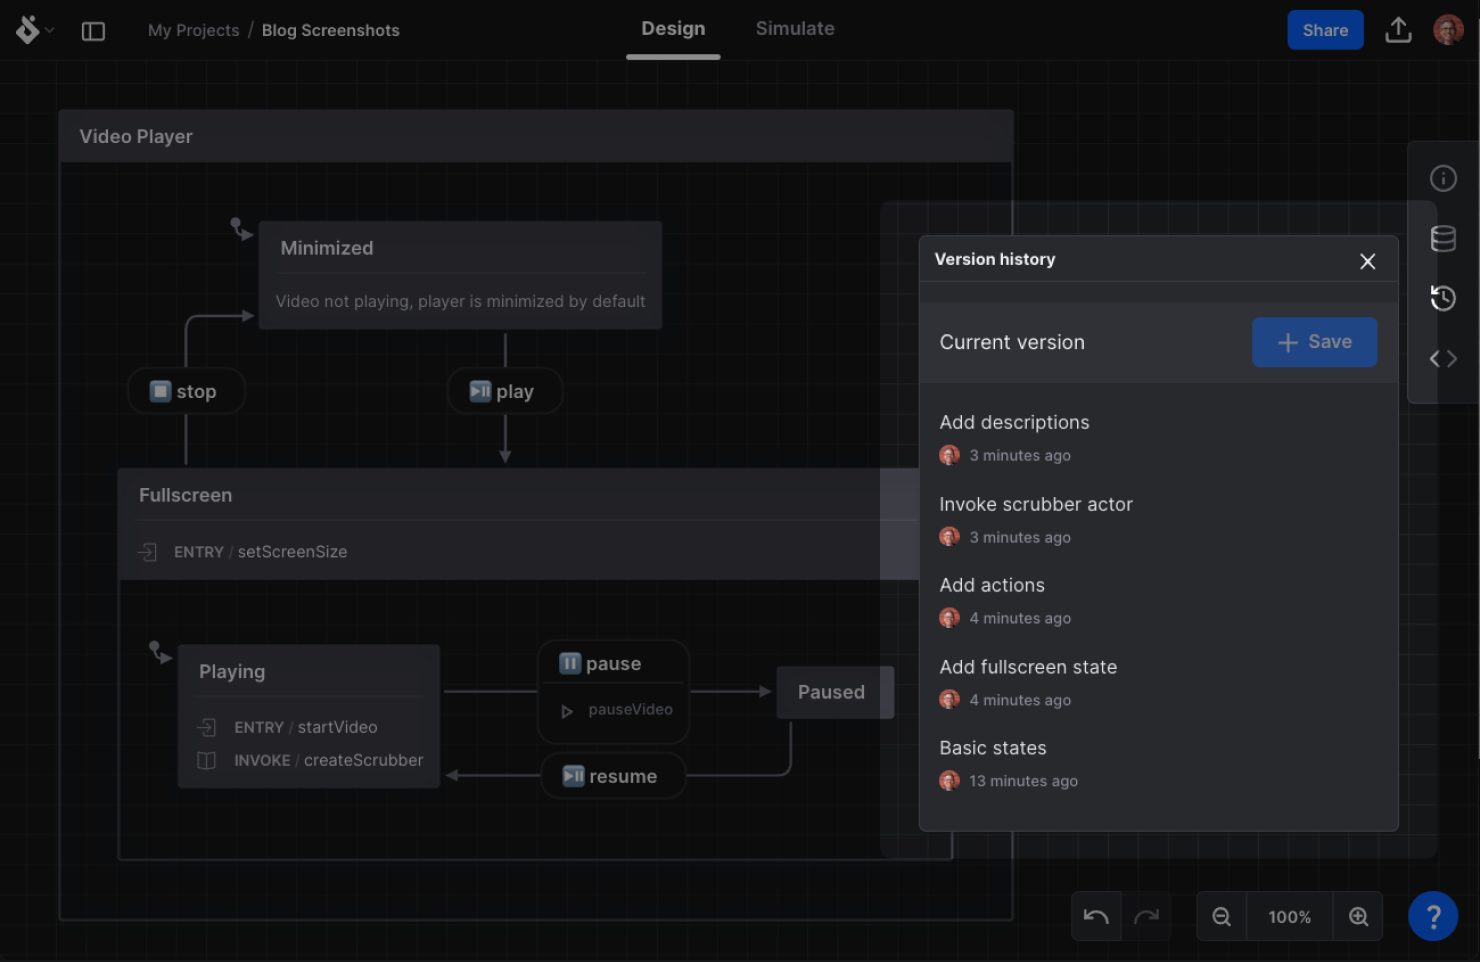 My Projects / Blog Screenshots
Design
Simulate
Share
Video Player
Minimized
Video not playing, player is minimized by default
stop
play
Fullscreen
ENTRY / setScreenSize
Playing
ENTRY / startVideo
INVOKE / createScrubber
pause
pauseVideo
resume
Paused
Version history
Current version
+ Save
Add descriptions
3 minutes ago
Invoke scrubber actor
3 minutes ago
Add actions
4 minutes ago
Add fullscreen state
4 minutes ago
Basic states
13 minutes ago
100%
?